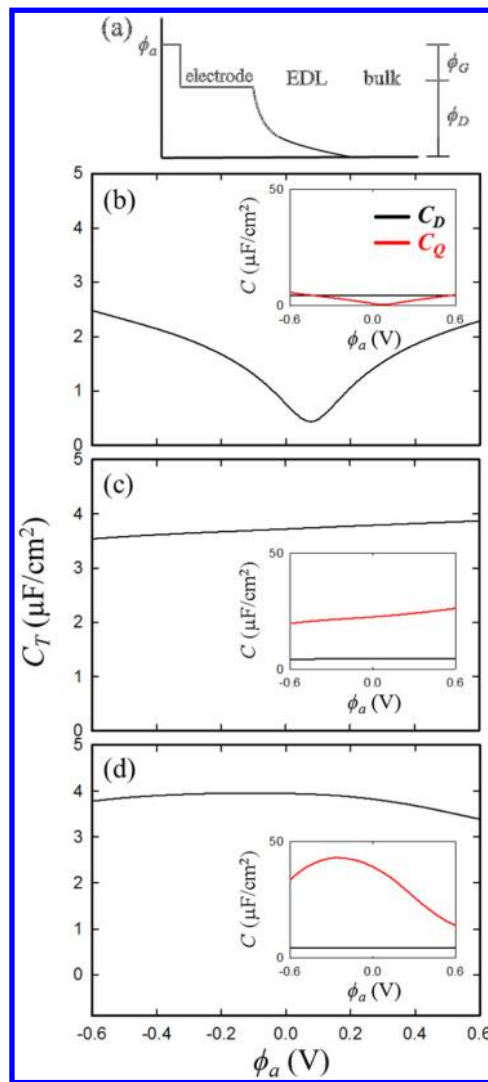 (a)
ϕa
electrode EDL bulk
ϕG
ϕD
5
(b)
4
3
2
1
0
50
C (μF/cm²)
CD
CQ
0
-0.6 0.0 0.6
ϕa (V)
5
(c)
4
3
2
1
0
50
C (μF/cm²)
0
-0.6 0.0 0.6
ϕa (V)
CT (μF/cm²)
5
(d)
4
3
2
1
0
50
C (μF/cm²)
0
-0.6 0.0 0.6
ϕa (V)
-0.6 -0.4 -0.2 0.0 0.2 0.4 0.6
ϕa (V)